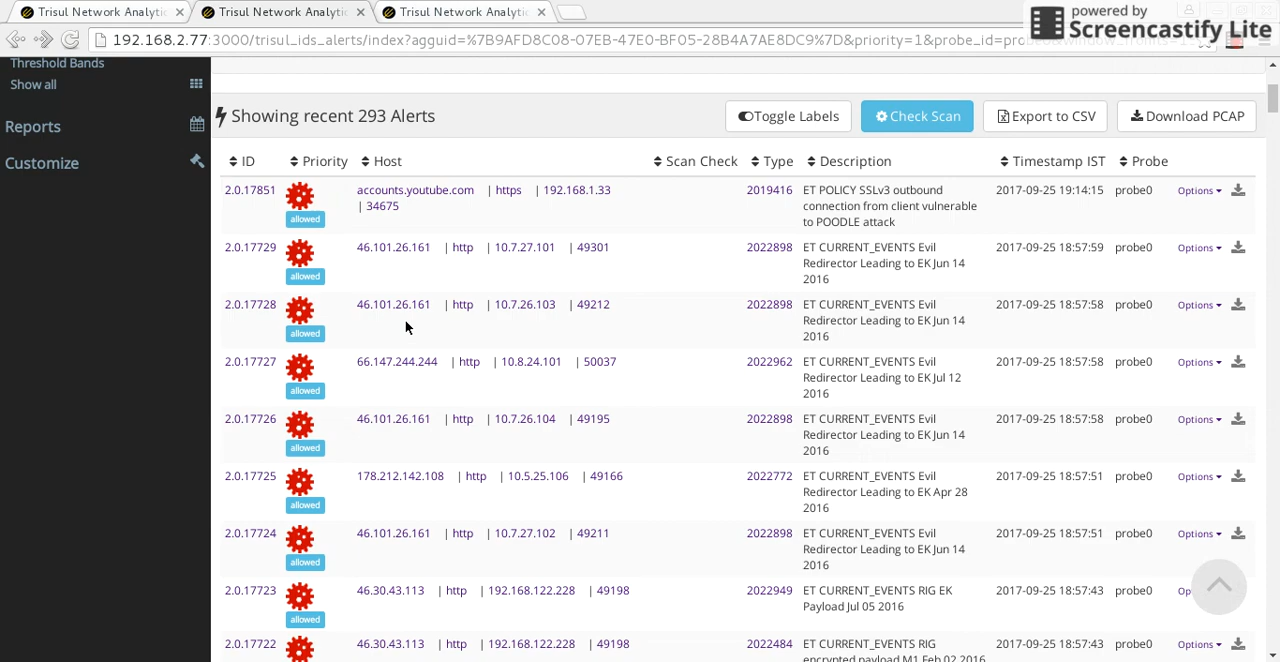 Trisul Network Analytic × Trisul Network Analytic × Trisul Network Analytic ×
powered by
Screencastify Lite
192.168.2.77:3000/trisul_ids_alerts/index?agguid=%7B9AFD8C08-07EB-47E0-BF05-28B4A7AE8DC9%7D&priority=1&probe_id=
Threshold Bands
Show all
Reports
Customize
Showing recent 293 Alerts
Toggle Labels Check Scan Export to CSV Download PCAP
ID Priority Host Scan Check Type Description Timestamp IST Probe
2.0.17851 accounts.youtube.com | https | 192.168.1.33 2019416 ET POLICY SSLv3 outbound 2017-09-25 19:14:15 probe0 Options
| 34675 connection from client vulnerable
allowed to POODLE attack
2.0.17729 46.101.26.161 | http | 10.7.27.101 | 49301 2022898 ET CURRENT_EVENTS Evil 2017-09-25 18:57:59 probe0 Options
Redirector Leading to EK Jun 14
allowed 2016
2.0.17728 46.101.26.161 | http | 10.7.26.103 | 49212 2022898 ET CURRENT_EVENTS Evil 2017-09-25 18:57:58 probe0 Options
Redirector Leading to EK Jun 14
allowed 2016
2.0.17727 66.147.244.244 | http | 10.8.24.101 | 50037 2022962 ET CURRENT_EVENTS Evil 2017-09-25 18:57:58 probe0 Options
Redirector Leading to EK Jul 12
allowed 2016
2.0.17726 46.101.26.161 | http | 10.7.26.104 | 49195 2022898 ET CURRENT_EVENTS Evil 2017-09-25 18:57:58 probe0 Options
Redirector Leading to EK Jun 14
allowed 2016
2.0.17725 178.212.142.108 | http | 10.5.25.106 | 49166 2022772 ET CURRENT_EVENTS Evil 2017-09-25 18:57:51 probe0 Options
Redirector Leading to EK Apr 28
allowed 2016
2.0.17724 46.101.26.161 | http | 10.7.27.102 | 49211 2022898 ET CURRENT_EVENTS Evil 2017-09-25 18:57:51 probe0 Options
Redirector Leading to EK Jun 14
allowed 2016
2.0.17723 46.30.43.113 | http | 192.168.122.228 | 49198 2022949 ET CURRENT_EVENTS RIG EK 2017-09-25 18:57:43 probe0
Payload Jul 05 2016
allowed
2.0.17722 46.30.43.113 | http | 192.168.122.228 | 49198 2022484 ET CURRENT_EVENTS RIG 2017-09-25 18:57:43 probe0 Options
encrypted payload M1 Feb 02 2016